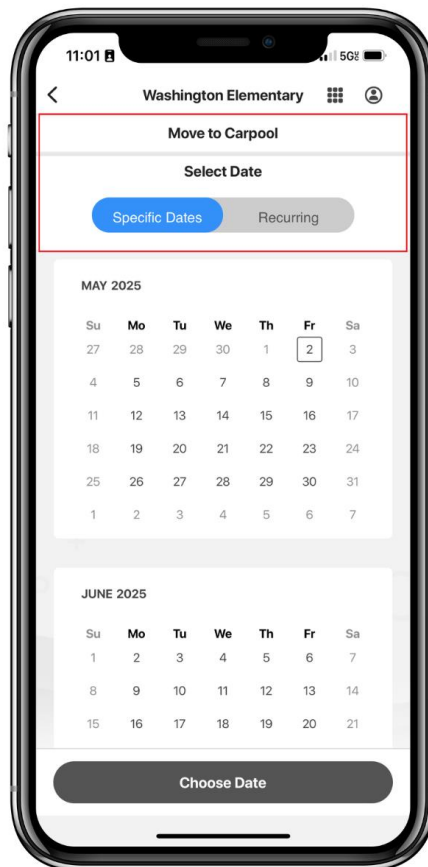 11:01 5G
Washington Elementary
Move to Carpool
Select Date
Specific Dates Recurring
MAY 2025
Su Mo Tu We Th Fr Sa
27 28 29 30 1 2 3
4 5 6 7 8 9 10
11 12 13 14 15 16 17
18 19 20 21 22 23 24
25 26 27 28 29 30 31
1 2 3 4 5 6 7
JUNE 2025
Su Mo Tu We Th Fr Sa
1 2 3 4 5 6 7
8 9 10 11 12 13 14
15 16 17 18 19 20 21
Choose Date